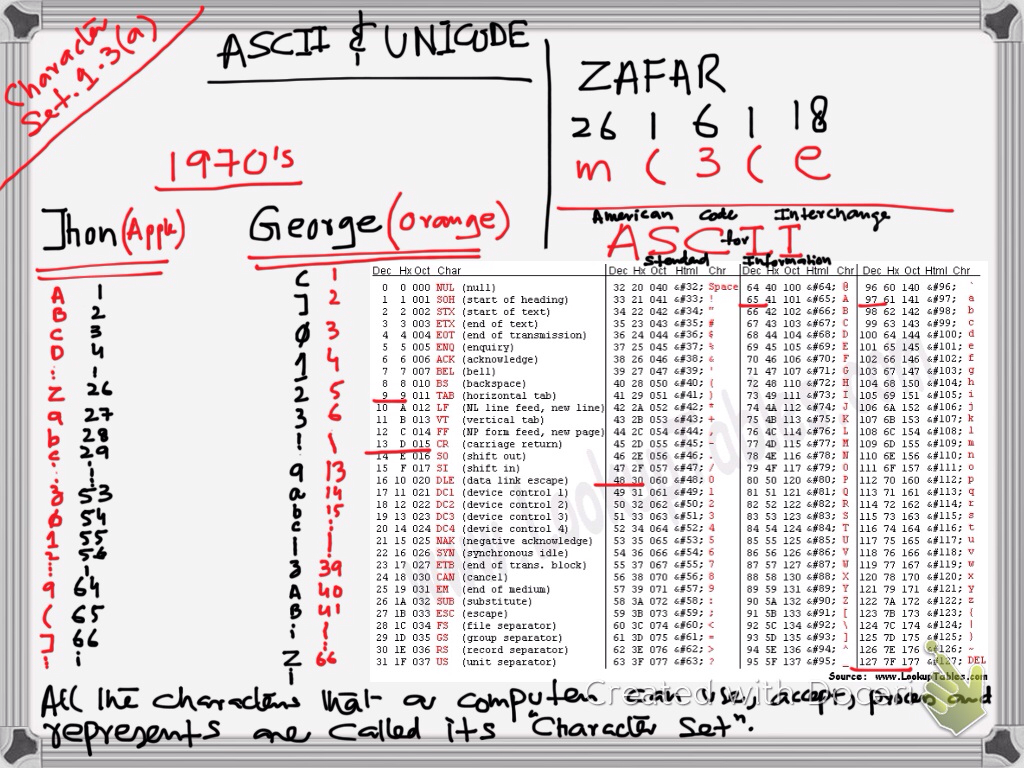 Character
Set. 1.3(a)
ASCII & UNICODE
1970's
ZAFAR
26 1 6 1 18
m ( 3 ( e
American Code Interchange
ASCII
for
Standard Information
Jhon (Apple)
A 1
B 2
C 3
D 4
Z 26
a 27
b 28
c 29
z 53
0 54
1 55
2 56
9 64
( 65
] 66
George (Orange)
( 1
] 2
0 3
1 4
2 5
3 6
9 13
a 14
b 15
z 39
A 40
B 41
Z 66
Dec Hx Oct Char
0 0 000 NUL (null)
1 1 001 SOH (start of heading)
2 2 002 STX (start of text)
3 3 003 ETX (end of text)
4 4 004 EOT (end of transmission)
5 5 005 ENQ (enquiry)
6 6 006 ACK (acknowledge)
7 7 007 BEL (bell)
8 8 010 BS (backspace)
9 9 011 TAB (horizontal tab)
10 A 012 LF (NL line feed, new line)
11 B 013 VT (vertical tab)
12 C 014 FF (NP form feed, new page)
13 D 015 CR (carriage return)
14 E 016 SO (shift out)
15 F 017 SI (shift in)
16 10 020 DLE (data link escape)
17 11 021 DC1 (device control 1)
18 12 022 DC2 (device control 2)
19 13 023 DC3 (device control 3)
20 14 024 DC4 (device control 4)
21 15 025 NAK (negative acknowledge)
22 16 026 SYN (synchronous idle)
23 17 027 ETB (end of trans. block)
24 18 030 CAN (cancel)
25 19 031 EM (end of medium)
26 1A 032 SUB (substitute)
27 1B 033 ESC (escape)
28 1C 034 FS (file separator)
29 1D 035 GS (group separator)
30 1E 036 RS (record separator)
31 1F 037 US (unit separator)
Dec Hx Oct Html Chr
32 20 040 &#32; Space
33 21 041 &#33; !
34 22 042 &#34; "
35 23 043 &#35; #
36 24 044 &#36; $
37 25 045 &#37; %
38 26 046 &#38; &
39 27 047 &#39; '
40 28 050 &#40; (
41 29 051 &#41; )
42 2A 052 &#42; *
43 2B 053 &#43; +
44 2C 054 &#44; ,
45 2D 055 &#45; -
46 2E 056 &#46; .
47 2F 057 &#47; /
48 30 060 &#48; 0
49 31 061 &#49; 1
50 32 062 &#50; 2
51 33 063 &#51; 3
52 34 064 &#52; 4
53 35 065 &#53; 5
54 36 066 &#54; 6
55 37 067 &#55; 7
56 38 070 &#56; 8
57 39 071 &#57; 9
58 3A 072 &#58; :
59 3B 073 &#59; ;
60 3C 074 &#60; <
61 3D 075 &#61; =
62 3E 076 &#62; >
63 3F 077 &#63; ?
Dec Hx Oct Html Chr
64 40 100 &#64; @
65 41 101 &#65; A
66 42 102 &#66; B
67 43 103 &#67; C
68 44 104 &#68; D
69 45 105 &#69; E
70 46 106 &#70; F
71 47 107 &#71; G
72 48 110 &#72; H
73 49 111 &#73; I
74 4A 112 &#74; J
75 4B 113 &#75; K
76 4C 114 &#76; L
77 4D 115 &#77; M
78 4E 116 &#78; N
79 4F 117 &#79; O
80 50 120 &#80; P
81 51 121 &#81; Q
82 52 122 &#82; R
83 53 123 &#83; S
84 54 124 &#84; T
85 55 125 &#85; U
86 56 126 &#86; V
87 57 127 &#87; W
88 58 130 &#88; X
89 59 131 &#89; Y
90 5A 132 &#90; Z
91 5B 133 &#91; [
92 5C 134 &#92; \
93 5D 135 &#93; ]
94 5E 136 &#94; ^
95 5F 137 &#95; _
Dec Hx Oct Html Chr
96 60 140 &#96; `
97 61 141 &#97; a
98 62 142 &#98; b
99 63 143 &#99; c
100 64 144 &#100; d
101 65 145 &#101; e
102 66 146 &#102; f
103 67 147 &#103; g
104 68 150 &#104; h
105 69 151 &#105; i
106 6A 152 &#106; j
107 6B 153 &#107; k
108 6C 154 &#108; l
109 6D 155 &#109; m
110 6E 156 &#110; n
111 6F 157 &#111; o
112 70 160 &#112; p
113 71 161 &#113; q
114 72 162 &#114; r
115 73 163 &#115; s
116 74 164 &#116; t
117 75 165 &#117; u
118 76 166 &#118; v
119 77 167 &#119; w
120 78 170 &#120; x
121 79 171 &#121; y
122 7A 172 &#122; z
123 7B 173 &#123; {
124 7C 174 &#124; |
125 7D 175 &#125; }
126 7E 176 &#126; ~
127 7F 177 &#127; DEL
Source: www.LookupTables.com
Created with Doceri
All the characters that a computer can use, accept, process and
represents are called its "Character Set".